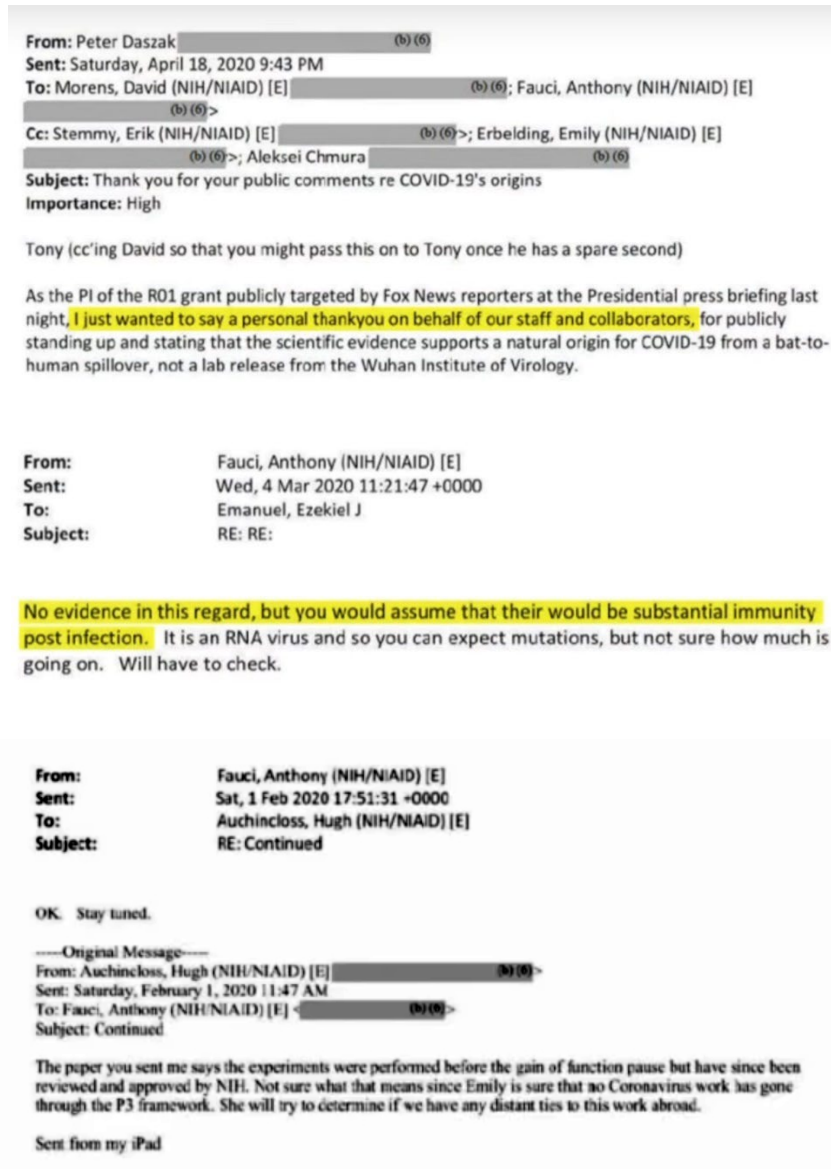 From: Peter Daszak (b) (6)
Sent: Saturday, April 18, 2020 9:43 PM
To: Morens, David (NIH/NIAID) [E] (b) (6); Fauci, Anthony (NIH/NIAID) [E]
(b) (6)>
Cc: Stemmy, Erik (NIH/NIAID) [E] (b) (6)>; Erbelding, Emily (NIH/NIAID) [E]
(b) (6)>; Aleksei Chmura (b) (6)
Subject: Thank you for your public comments re COVID-19's origins
Importance: High
Tony (cc'ing David so that you might pass this on to Tony once he has a spare second)
As the PI of the R01 grant publicly targeted by Fox News reporters at the Presidential press briefing last
night, I just wanted to say a personal thankyou on behalf of our staff and collaborators, for publicly
standing up and stating that the scientific evidence supports a natural origin for COVID-19 from a bat-to-
human spillover, not a lab release from the Wuhan Institute of Virology.
From: Fauci, Anthony (NIH/NIAID) [E]
Sent: Wed, 4 Mar 2020 11:21:47 +0000
To: Emanuel, Ezekiel J
Subject: RE: RE:
No evidence in this regard, but you would assume that their would be substantial immunity
post infection. It is an RNA virus and so you can expect mutations, but not sure how much is
going on. Will have to check.
From: Fauci, Anthony (NIH/NIAID) [E]
Sent: Sat, 1 Feb 2020 17:51:31 +0000
To: Auchincloss, Hugh (NIH/NIAID) [E]
Subject: RE: Continued
OK. Stay tuned.
-----Original Message-----
From: Auchincloss, Hugh (NIH/NIAID) [E] (b) (6)>
Sent: Saturday, February 1, 2020 11:47 AM
To: Fauci, Anthony (NIH/NIAID) [E] < (b) (6)>
Subject: Continued
The paper you sent me says the experiments were performed before the gain of function pause but have since been
reviewed and approved by NIH. Not sure what that means since Emily is sure that no Coronavirus work has gone
through the P3 framework. She will try to determine if we have any distant ties to this work abroad.
Sent from my iPad